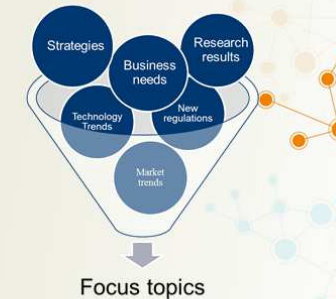 Strategies
Research
results
Business
needs
Technology
Trends
New
regulations
Market
trends
Focus topics